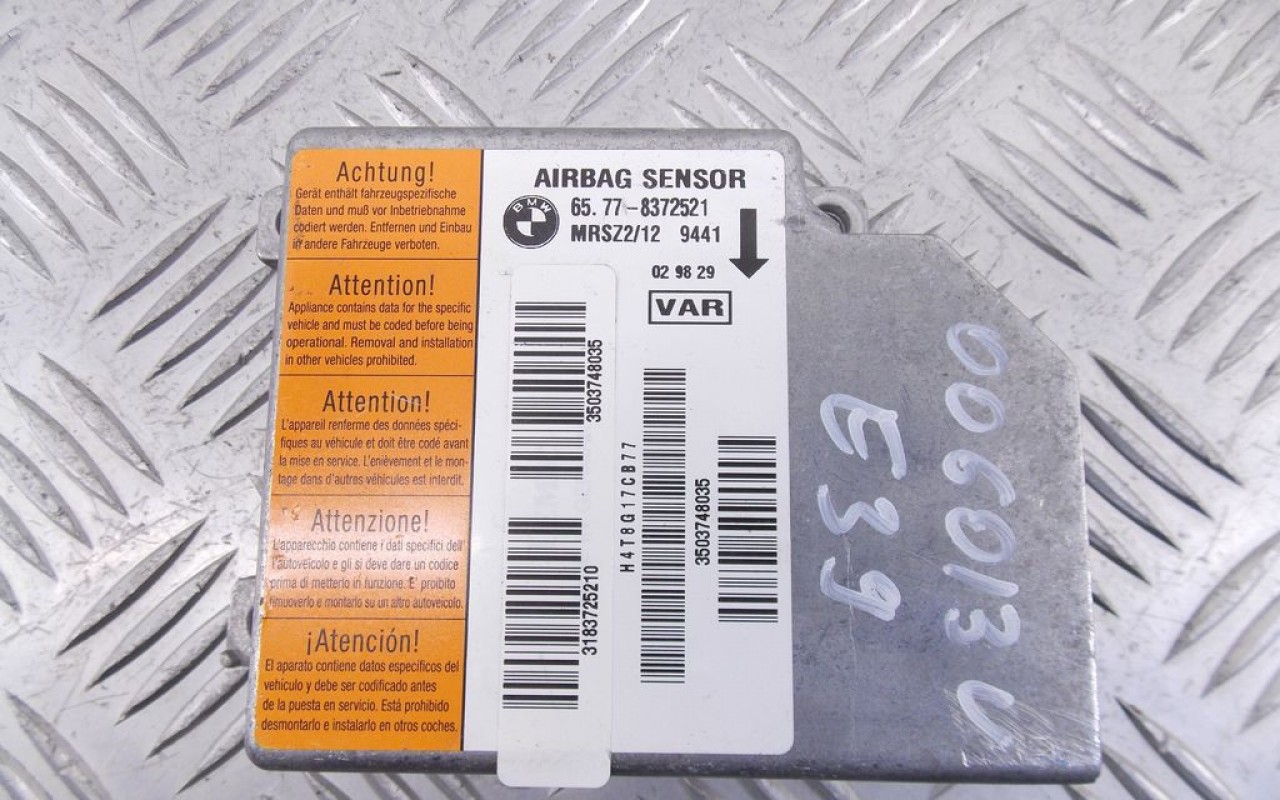 Achtung!
Gerät enthält fahrzeugspezifische
Daten und muß vor Inbetriebnahme
codiert werden. Entfernen und Einbau
in andere Fahrzeuge verboten.
Attention!
Appliance contains data for the specific
vehicle and must be coded before being
operational. Removal and installation
in other vehicles prohibited.
Attention!
L'appareil renferme des données spéci-
fiques au véhicule et doit être codé avant
la mise en service. L'enièvement et le mon-
tage dans d'autres véhicules est interdit.
Attenzione!
L'apparecchio contiene i dati specifici dell'
autoveicolo e gli si deve dare un codice
prima di metterlo in funzione. E' proibito
rimuoverlo e montarlo su un altro autoveicolo.
¡Atención!
El aparato contiene datos específicos del
vehículo y debe ser codificado antes
de la puesta en servicio. Está prohibido
desmontarlo e instalarlo en otros coches.
AIRBAG SENSOR
BMW
65.77-8372521
MRSZ2/12 9441
02 98 29
VAR
3503748035
3183725210
H4T8G17CB77
3503748035
E39